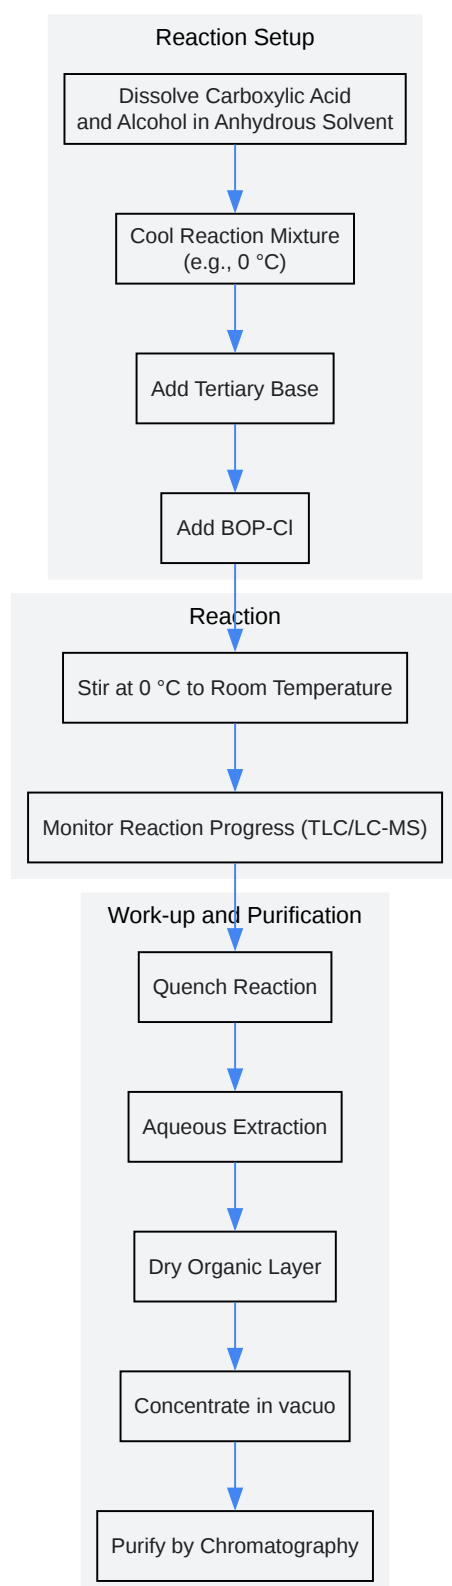 Reaction Setup
Dissolve Carboxylic Acid
and Alcohol in Anhydrous Solvent
Cool Reaction Mixture
(e.g., 0 °C)
Add Tertiary Base
Add BOP-Cl
Reaction
Stir at 0 °C to Room Temperature
Monitor Reaction Progress (TLC/LC-MS)
Work-up and Purification
Quench Reaction
Aqueous Extraction
Dry Organic Layer
Concentrate in vacuo
Purify by Chromatography